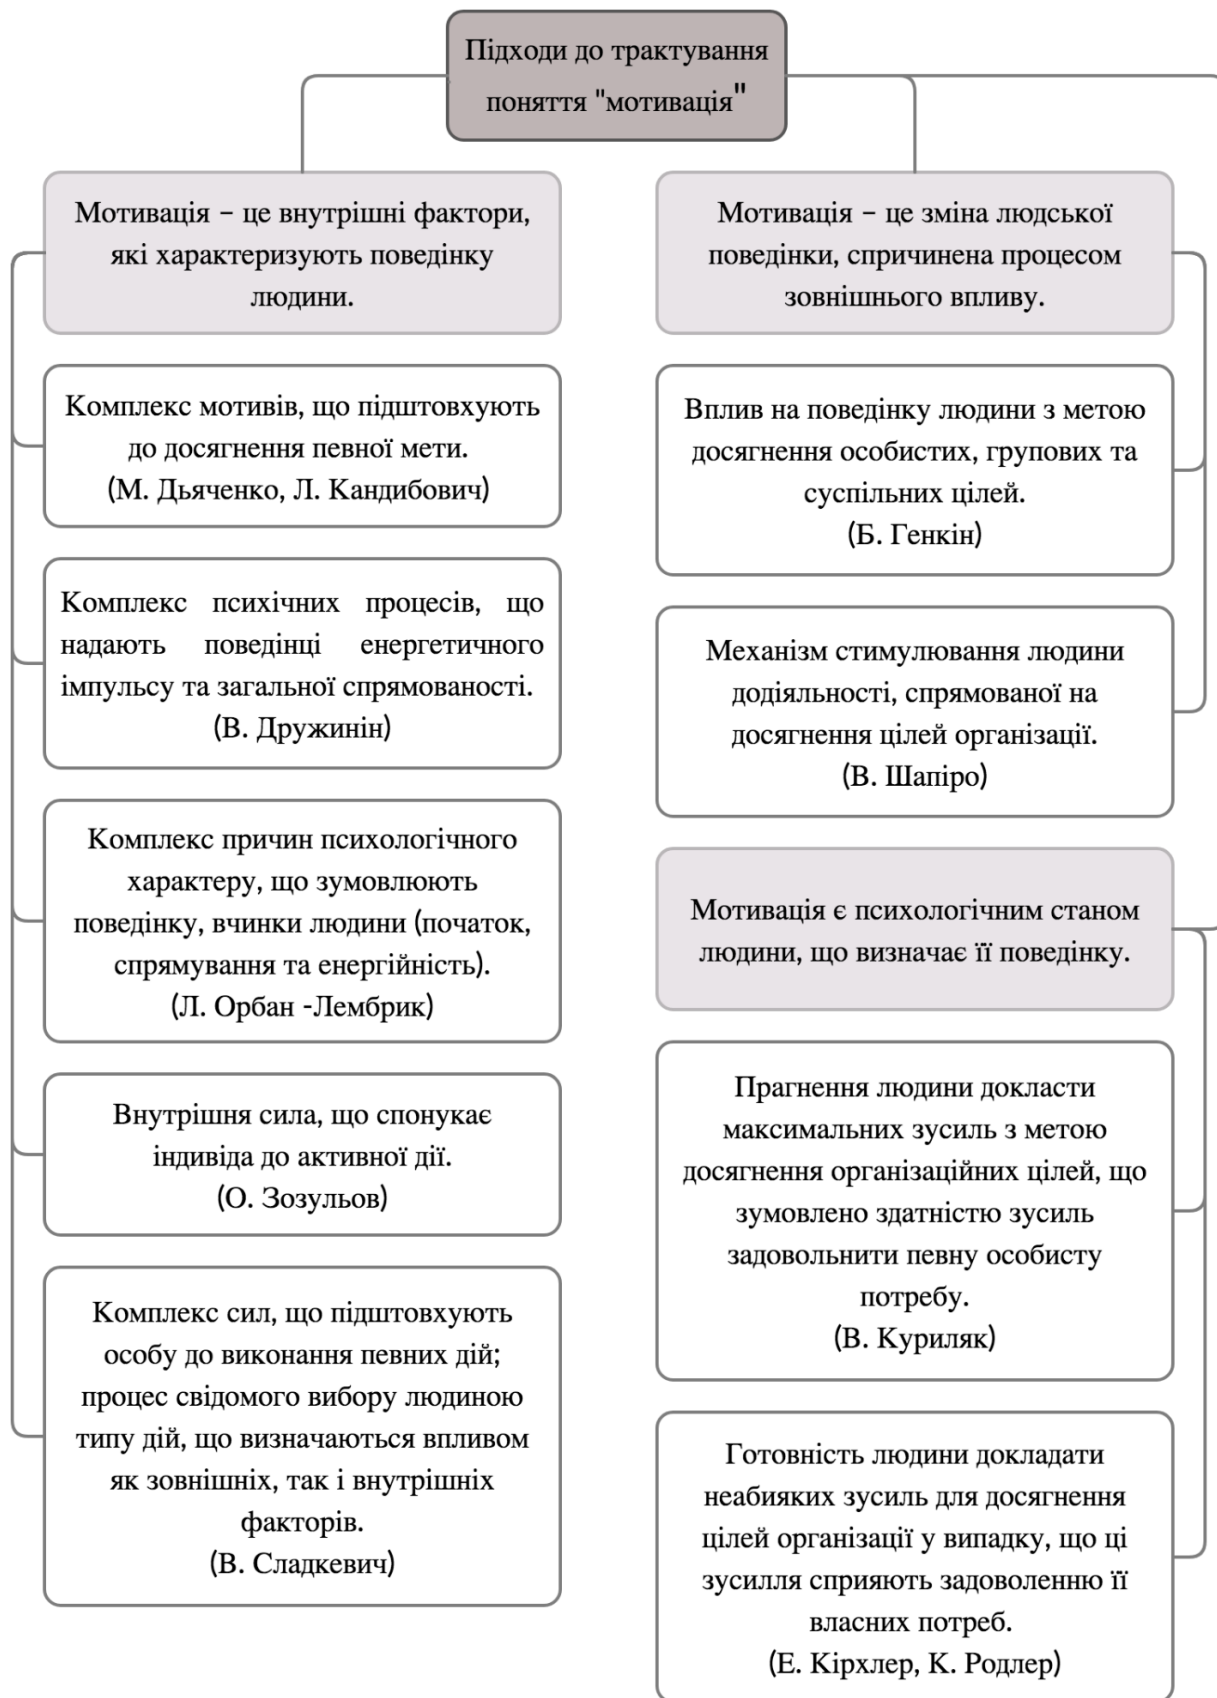 Підходи до трактування
поняття "мотивація"
Мотивація – це внутрішні фактори,
які характеризують поведінку
людини.
Комплекс мотивів, що підштовхують
до досягнення певної мети.
(М. Дьяченко, Л. Кандибович)
Комплекс психічних процесів, що
надають поведінці енергетичного
імпульсу та загальної спрямованості.
(В. Дружинін)
Комплекс причин психологічного
характеру, що зумовлюють
поведінку, вчинки людини (початок,
спрямування та енергійність).
(Л. Орбан -Лембрик)
Внутрішня сила, що спонукає
індивіда до активної дії.
(О. Зозульов)
Комплекс сил, що підштовхують
особу до виконання певних дій;
процес свідомого вибору людиною
типу дій, що визначаються впливом
як зовнішніх, так і внутрішніх
факторів.
(В. Сладкевич)
Мотивація – це зміна людської
поведінки, спричинена процесом
зовнішнього впливу.
Вплив на поведінку людини з метою
досягнення особистих, групових та
суспільних цілей.
(Б. Генкін)
Механізм стимулювання людини
додіяльності, спрямованої на
досягнення цілей організації.
(В. Шапіро)
Мотивація є психологічним станом
людини, що визначає її поведінку.
Прагнення людини докласти
максимальних зусиль з метою
досягнення організаційних цілей, що
зумовлено здатністю зусиль
задовольнити певну особисту
потребу.
(В. Куриляк)
Готовність людини докладати
неабияких зусиль для досягнення
цілей організації у випадку, що ці
зусилля сприяють задоволенню її
власних потреб.
(Е. Кірхлер, К. Родлер)